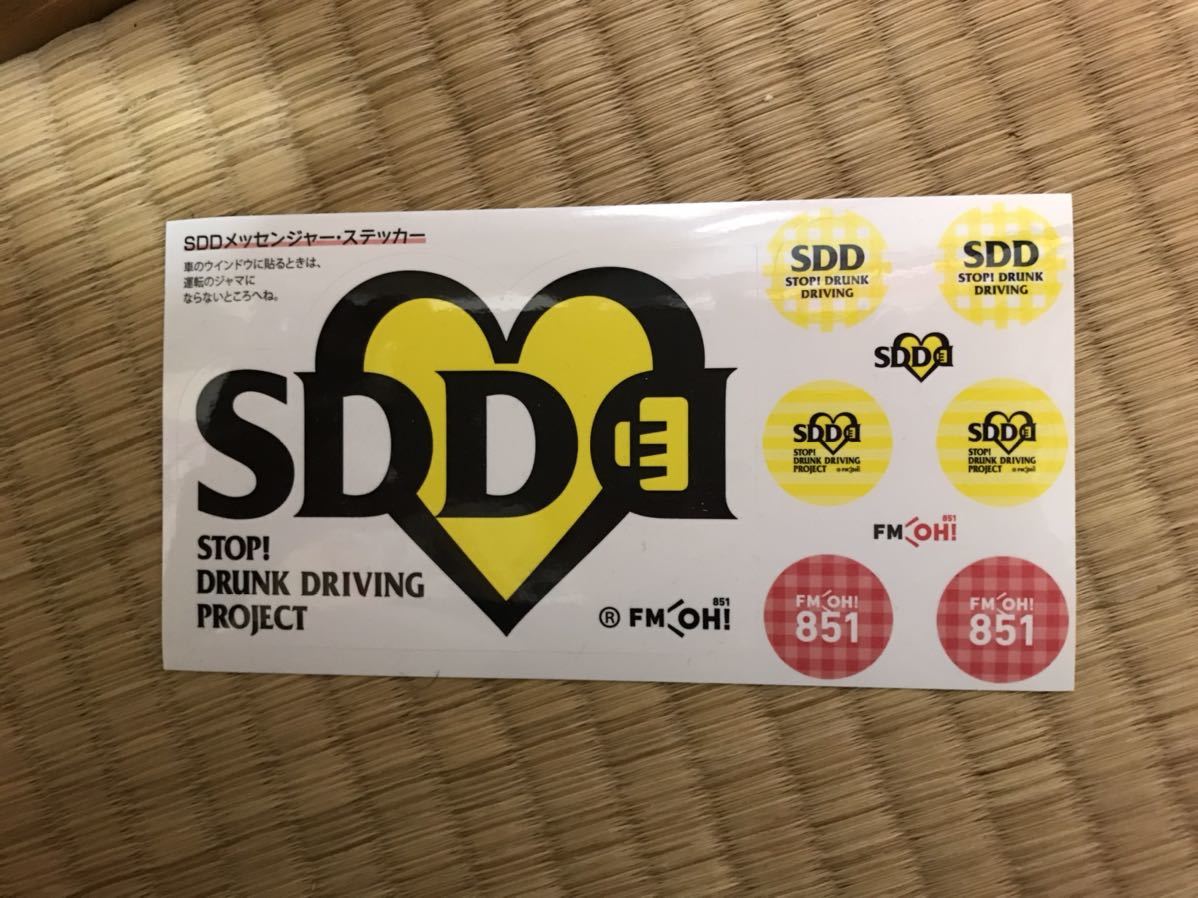 SDDメッセンジャー・ステッカー
車のウインドウに貼るときは、
運転のジャマに
ならないところへね。
SDD
STOP!
DRUNK DRIVING
PROJECT
® FM OH! 851
SDD
STOP! DRUNK
DRIVING
SDD
STOP! DRUNK
DRIVING
SDD
SDD
STOP!
DRUNK DRIVING
PROJECT ® FM OH!
SDD
STOP!
DRUNK DRIVING
PROJECT ® FM OH!
FM OH! 851
FM OH!
851
FM OH!
851